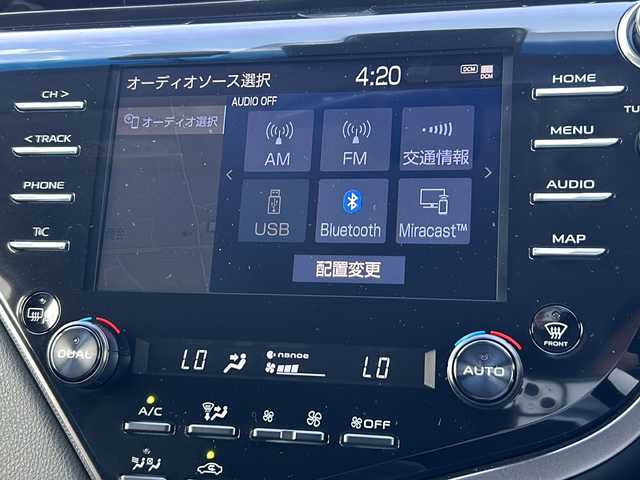 CH >
オーディオソース選択
4:20
DCM
DCM
HOME
AUDIO OFF
オーディオ選択
< TRACK
AM
FM
交通情報
MENU
PHONE
USB
Bluetooth
Miracast™
AUDIO
T/C
配置変更
MAP
FRONT
DUAL
LO
nanoe
LO
AUTO
A/C
OFF